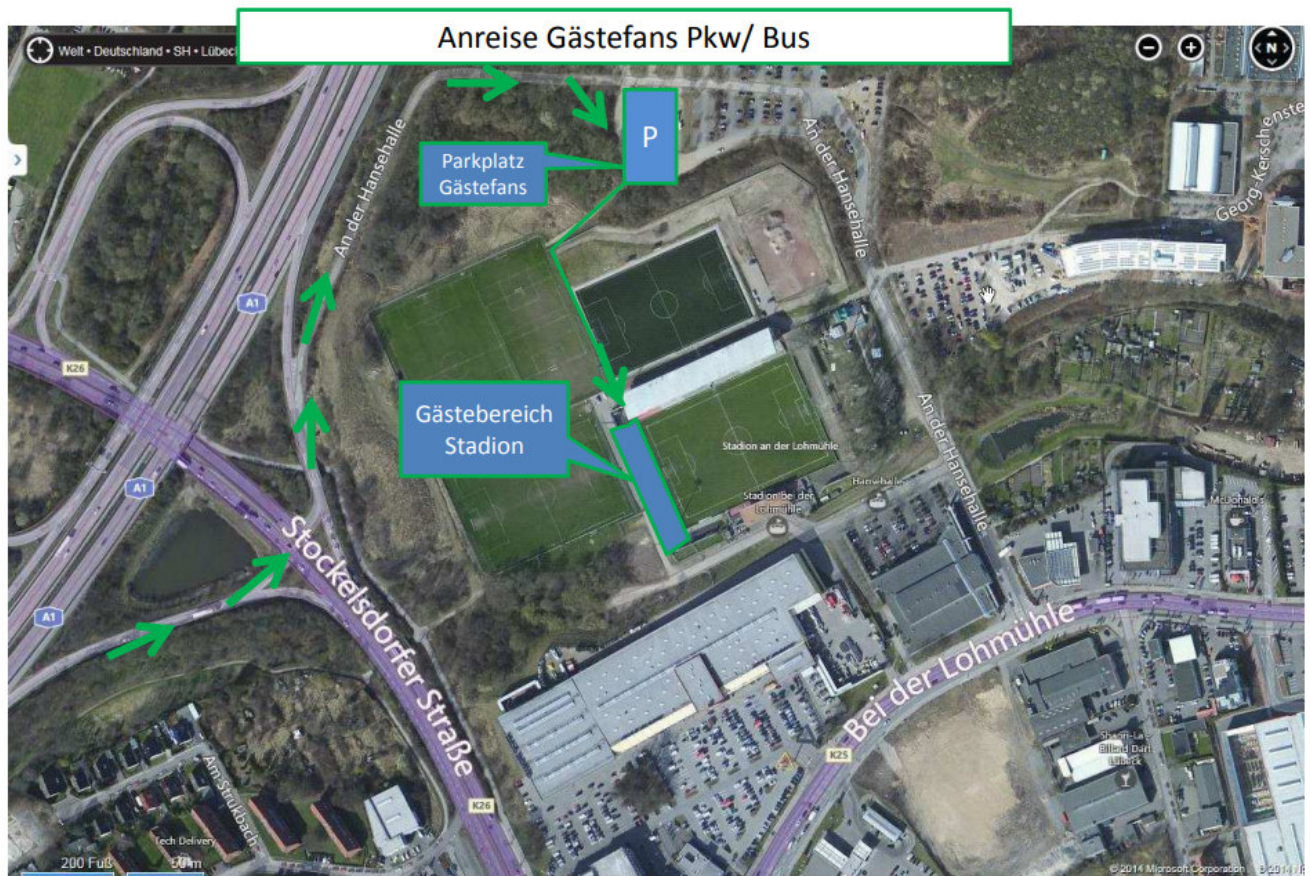 Anreise Gästefans Pkw/ Bus
Welt • Deutschland • SH •
N
P
Parkplatz
Gästefans
An der Hansehalle
An der Hansehalle
A1
K26
Gästebereich
Stadion
Stadion an der Lohmühle
Stadion bei der
Lohmühle
Hansehalle
An der Hansehalle
McDonald's
A1
A1
Stockelsdorfer Straße
Bei der Lohmühle
K25
K26
Am Strukbach
Tech Delivery
Lübeck
200 Fuß
50 m
© 2014 Microsoft Corporation